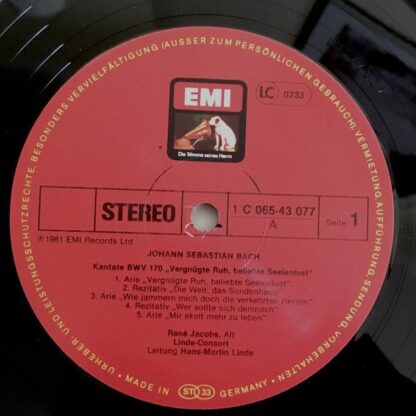 URHEBER- UND LEISTUNGSSCHUTZRECHTE, BESONDERS VERVIELFÄLTIGUNG (AUSSER ZUM PERSÖNLICHEN GEBRAUCH), VERMIETUNG, AUFFÜHRUNG, SENDUNG, VORBEHALTEN
EMI
LC 0233
Die Stimme seines Herrn
STEREO
1 C 065-43 077
A
Seite 1
℗ 1981 EMI Records Ltd.
JOHANN SEBASTIAN BACH
Kantate BWV 170 „Vergnügte Ruh, beliebte Seelenlust"
1. Arie „Vergnügte Ruh, beliebte Seelenlust"
2. Rezitativ „Die Welt, das Sündenhaus"
3. Arie „Wie jammern mich doch die verkehrten Herzen"
4. Rezitativ „Wer sollte sich demnach"
5. Arie „Mir ekelt mehr zu leben"
René Jacobs, Alt
Linde-Consort
Leitung Hans-Martin Linde
• MADE IN STEREO 33 GERMANY •